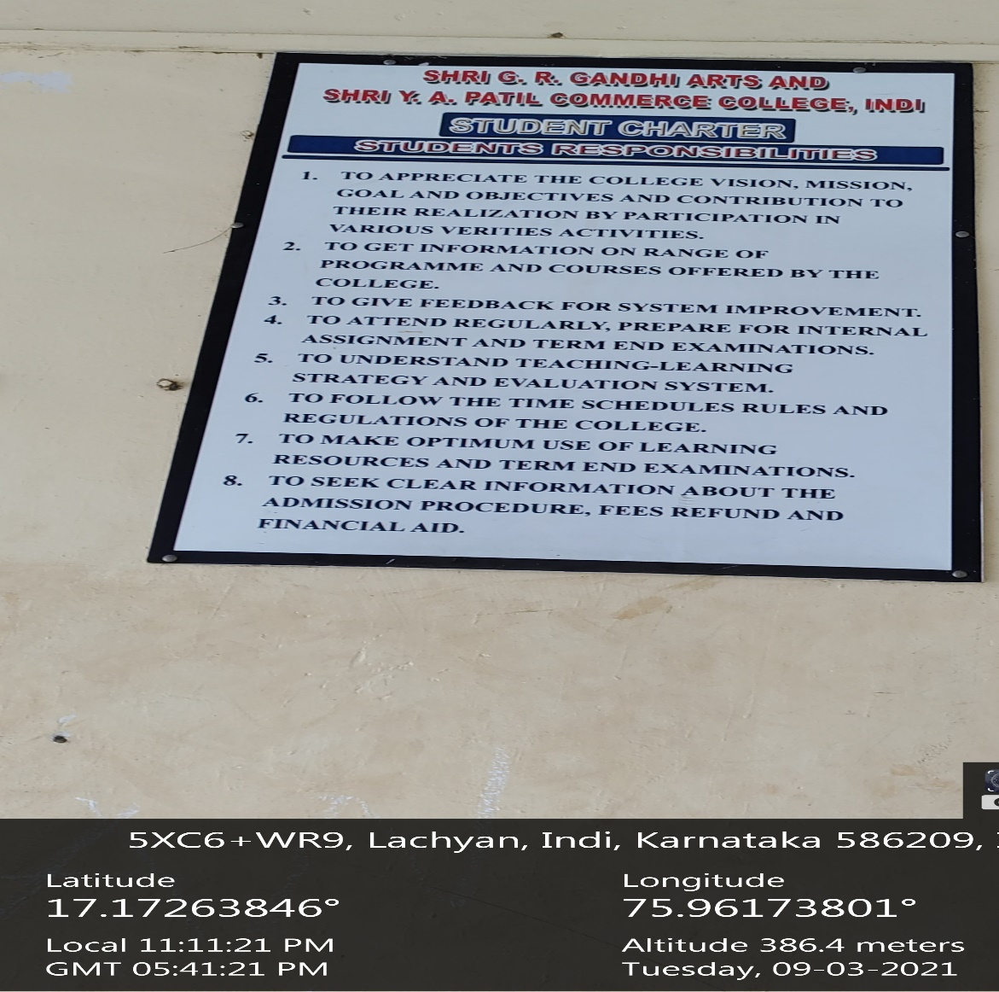 SHRI G. R. GANDHI ARTS AND
SHRI Y. A. PATIL COMMERCE COLLEGE, INDI
STUDENT CHARTER
STUDENTS RESPONSIBILITIES
1. TO APPRECIATE THE COLLEGE VISION, MISSION,
GOAL AND OBJECTIVES AND CONTRIBUTION TO
THEIR REALIZATION BY PARTICIPATION IN
VARIOUS VERITIES ACTIVITIES.
2. TO GET INFORMATION ON RANGE OF
PROGRAMME AND COURSES OFFERED BY THE
COLLEGE.
3. TO GIVE FEEDBACK FOR SYSTEM IMPROVEMENT.
4. TO ATTEND REGULARLY, PREPARE FOR INTERNAL
ASSIGNMENT AND TERM END EXAMINATIONS.
5. TO UNDERSTAND TEACHING-LEARNING
STRATEGY AND EVALUATION SYSTEM.
6. TO FOLLOW THE TIME SCHEDULES RULES AND
REGULATIONS OF THE COLLEGE.
7. TO MAKE OPTIMUM USE OF LEARNING
RESOURCES AND TERM END EXAMINATIONS.
8. TO SEEK CLEAR INFORMATION ABOUT THE
ADMISSION PROCEDURE, FEES REFUND AND
FINANCIAL AID.
5XC6+WR9, Lachyan, Indi, Karnataka 586209,
Latitude
17.17263846°
Local 11:11:21 PM
GMT 05:41:21 PM
Longitude
75.96173801°
Altitude 386.4 meters
Tuesday, 09-03-2021